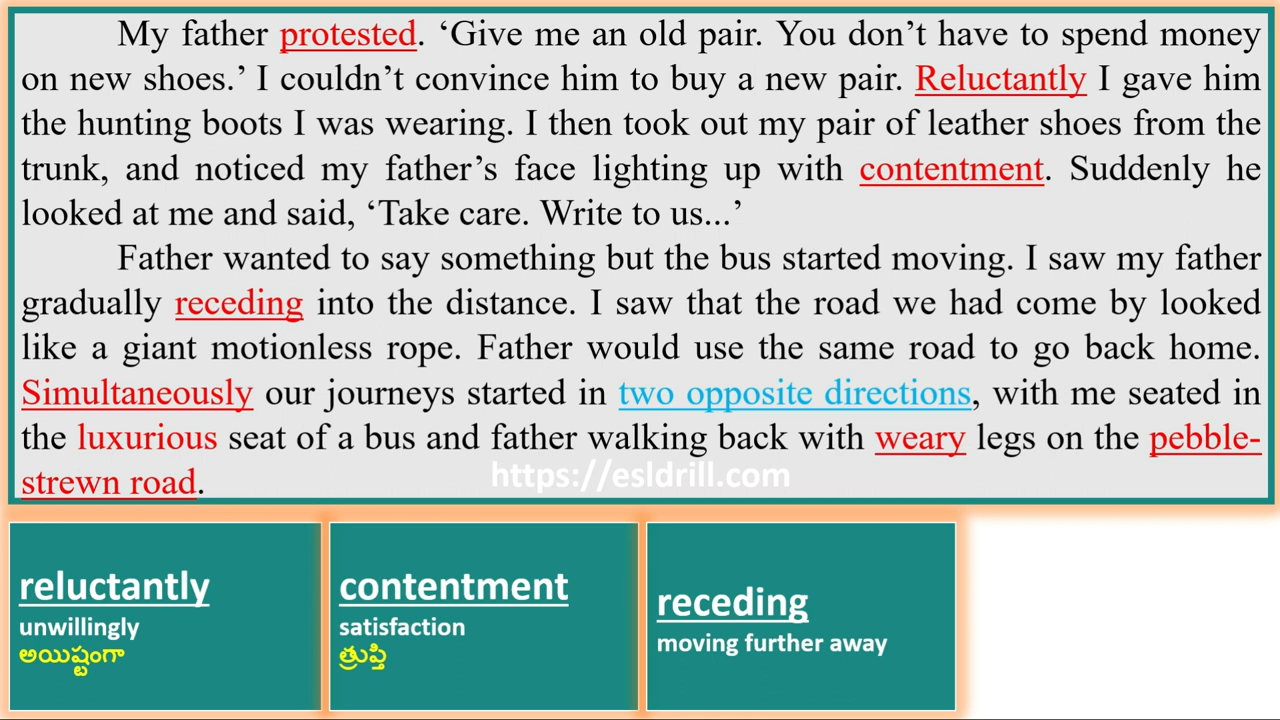 My father protested. ‘Give me an old pair. You don’t have to spend money
on new shoes.’ I couldn’t convince him to buy a new pair. Reluctantly I gave him
the hunting boots I was wearing. I then took out my pair of leather shoes from the
trunk, and noticed my father’s face lighting up with contentment. Suddenly he
looked at me and said, ‘Take care. Write to us...’
Father wanted to say something but the bus started moving. I saw my father
gradually receding into the distance. I saw that the road we had come by looked
like a giant motionless rope. Father would use the same road to go back home.
Simultaneously our journeys started in two opposite directions, with me seated in
the luxurious seat of a bus and father walking back with weary legs on the pebble-
strewn road.
https://esldrill.com
reluctantly
unwillingly
అయిష్టంగా
contentment
satisfaction
త్రుప్తి
receding
moving further away